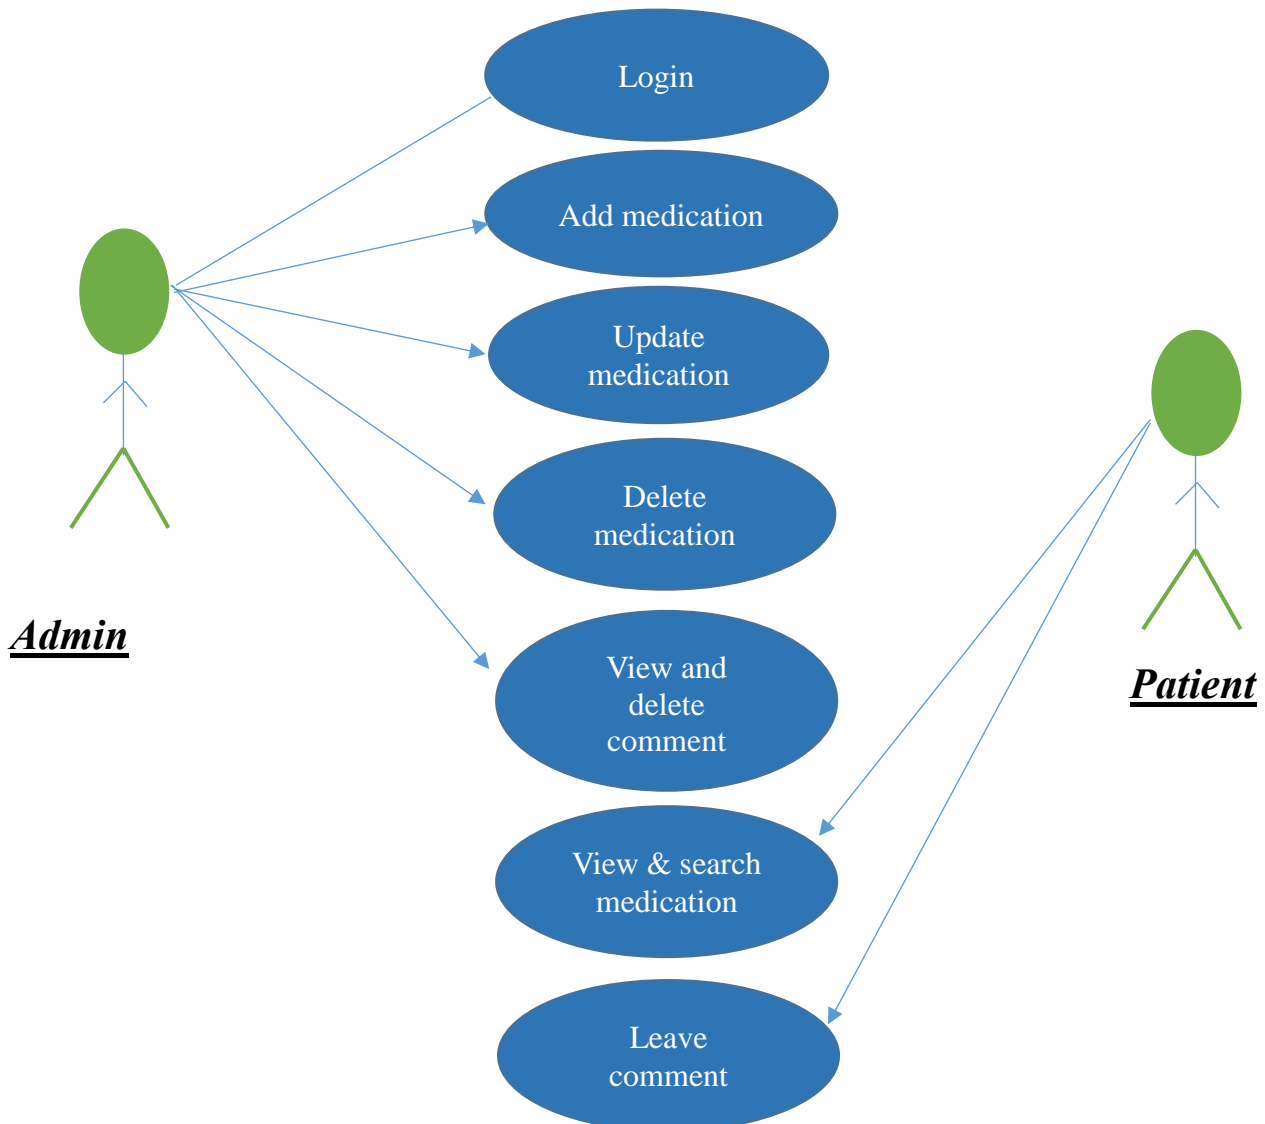 Login
Add medication
Update
medication
Delete
medication
Admin
View and
delete
comment
Patient
View & search
medication
Leave
comment